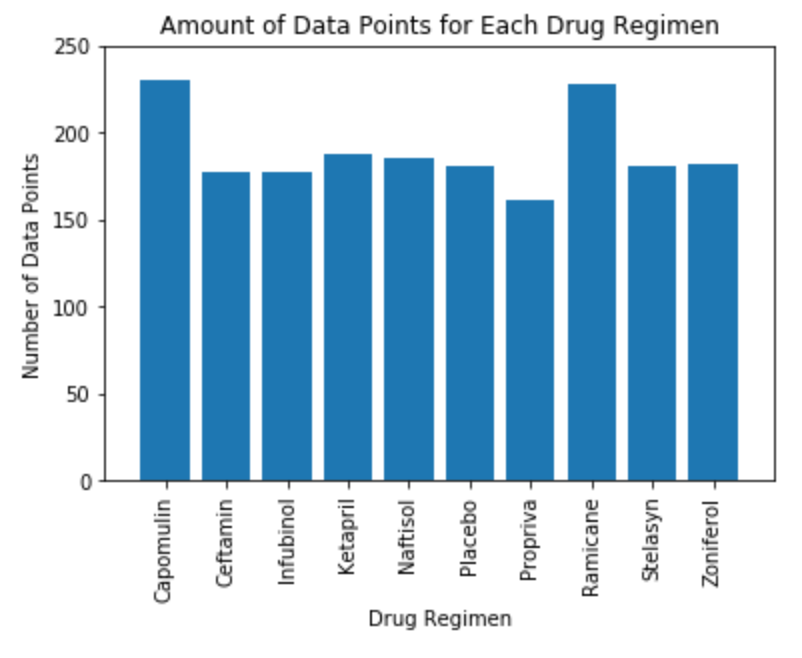 Amount of Data Points for Each Drug Regimen
250
200
150
100
50
0
Number of Data Points
Capomulin
Ceftamin
Infubinol
Ketapril
Naftisol
Placebo
Propriva
Ramicane
Stelasyn
Zoniferol
Drug Regimen